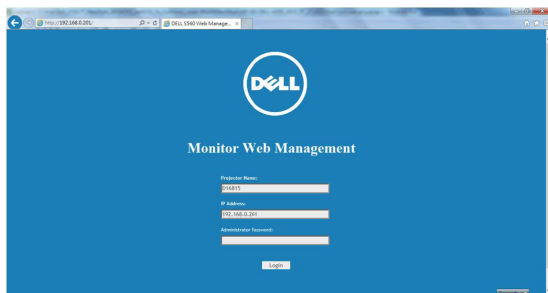 http://192.168.0.201/
DELL S560 Web Manage...
DELL
Monitor Web Management
Projector Name:
D16815
IP Address:
192.168.0.201
Administrator Password:
Login